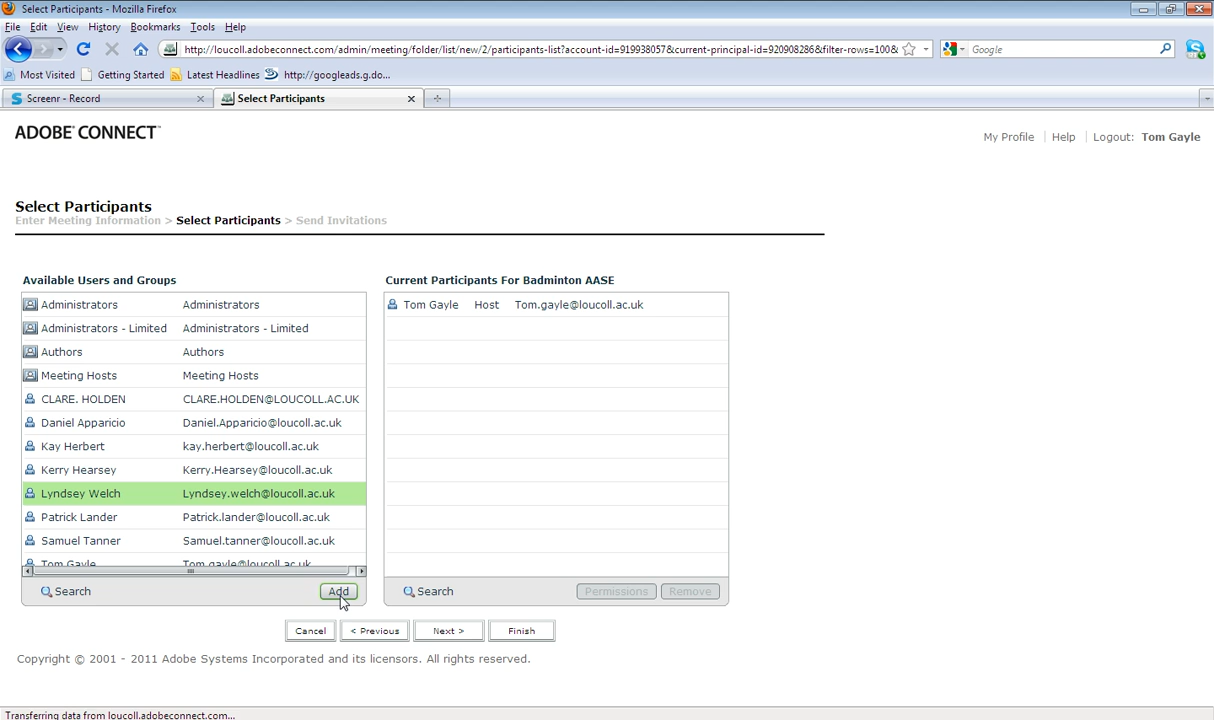 Select Participants - Mozilla Firefox
File Edit View History Bookmarks Tools Help
http://loucoll.adobeconnect.com/admin/meeting/folder/list/new/2/participants-list?account-id=919938057&current-principal-id=920908286&filter-rows=100& Google
Most Visited Getting Started Latest Headlines http://googleads.g.do...
Screenr - Record Select Participants
ADOBE® CONNECT™
My Profile Help Logout: Tom Gayle
Select Participants
Enter Meeting Information > Select Participants > Send Invitations
Available Users and Groups Current Participants For Badminton AASE
Administrators Administrators Tom Gayle Host Tom.gayle@loucoll.ac.uk
Administrators - Limited Administrators - Limited
Authors Authors
Meeting Hosts Meeting Hosts
CLARE. HOLDEN CLARE.HOLDEN@LOUCOLL.AC.UK
Daniel Apparicio Daniel.Apparicio@loucoll.ac.uk
Kay Herbert kay.herbert@loucoll.ac.uk
Kerry Hearsey Kerry.Hearsey@loucoll.ac.uk
Lyndsey Welch Lyndsey.welch@loucoll.ac.uk
Patrick Lander Patrick.lander@loucoll.ac.uk
Samuel Tanner Samuel.tanner@loucoll.ac.uk
Tom Gayle Tom.gayle@loucoll.ac.uk
Search Add Search Permissions Remove
Cancel < Previous Next > Finish
Copyright © 2001 - 2011 Adobe Systems Incorporated and its licensors. All rights reserved.
Transferring data from loucoll.adobeconnect.com...